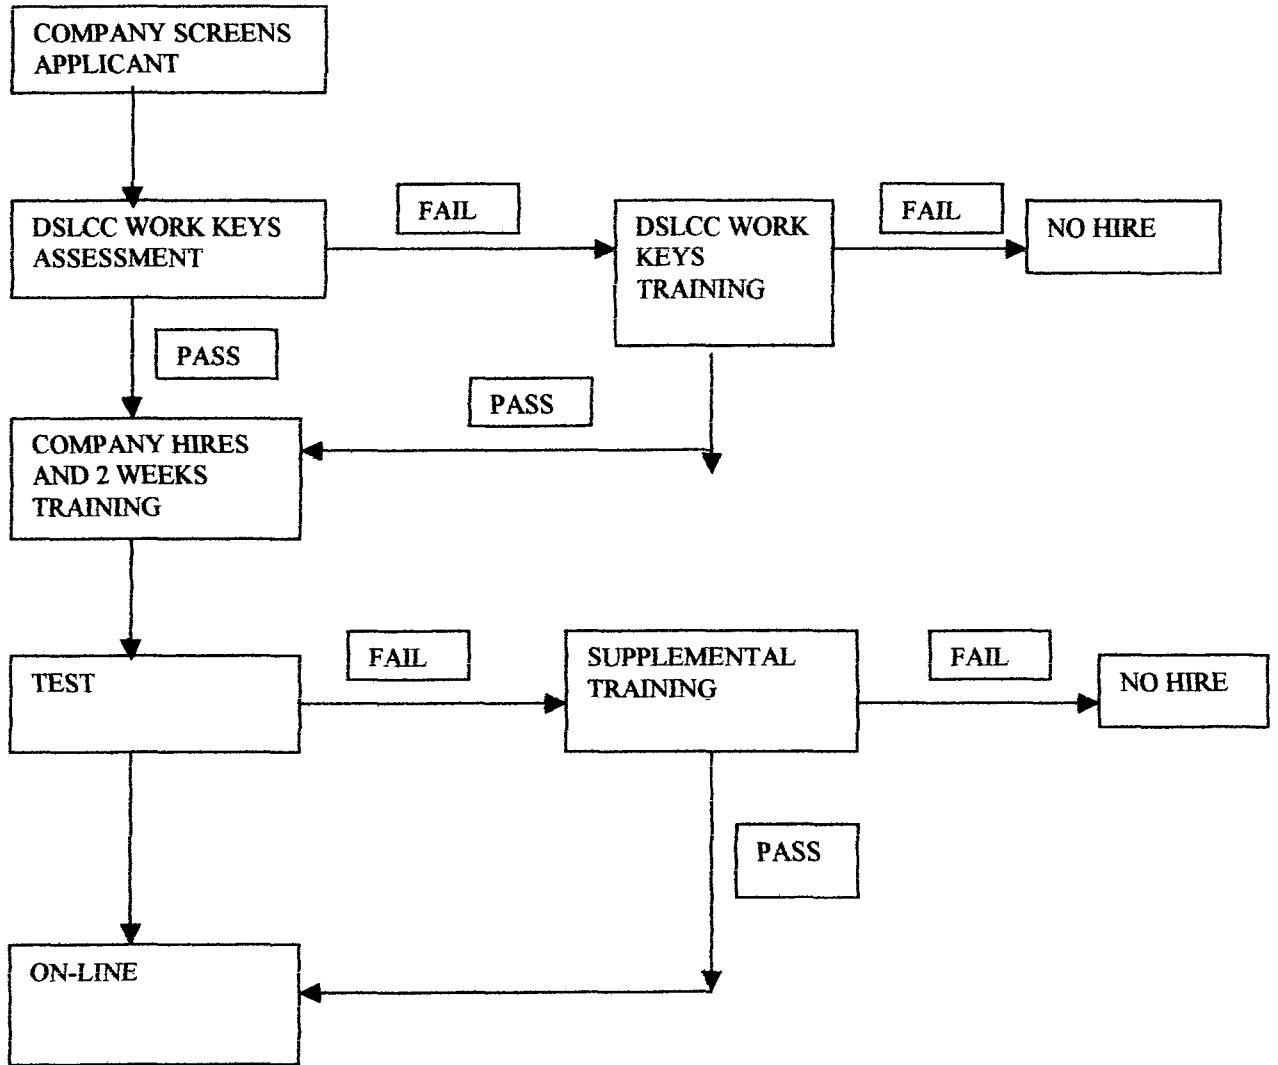 COMPANY SCREENS
APPLICANT
DSLCC WORK KEYS
ASSESSMENT
FAIL
DSLCC WORK
KEYS
TRAINING
FAIL
NO HIRE
PASS
PASS
COMPANY HIRES
AND 2 WEEKS
TRAINING
TEST
FAIL
SUPPLEMENTAL
TRAINING
FAIL
NO HIRE
PASS
ON-LINE